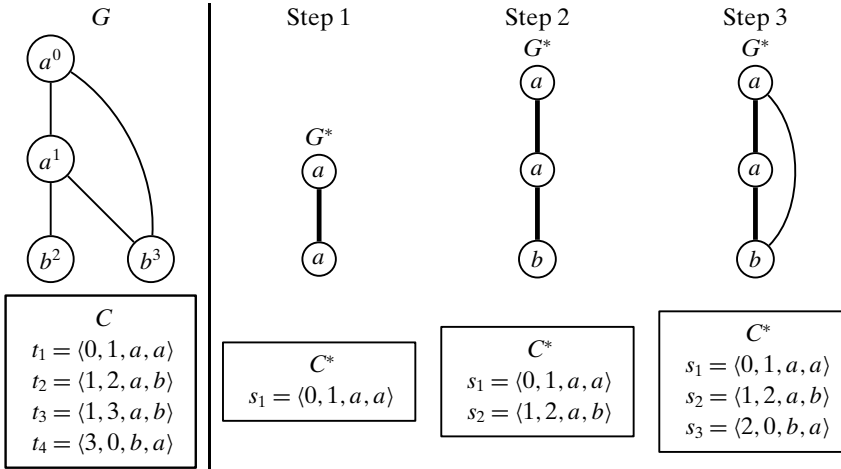 G
a⁰
a¹
b²
b³
C
t₁ = ⟨0, 1, a, a⟩
t₂ = ⟨1, 2, a, b⟩
t₃ = ⟨1, 3, a, b⟩
t₄ = ⟨3, 0, b, a⟩
Step 1
G*
a
a
C*
s₁ = ⟨0, 1, a, a⟩
Step 2
G*
a
a
b
C*
s₁ = ⟨0, 1, a, a⟩
s₂ = ⟨1, 2, a, b⟩
Step 3
G*
a
a
b
C*
s₁ = ⟨0, 1, a, a⟩
s₂ = ⟨1, 2, a, b⟩
s₃ = ⟨2, 0, b, a⟩